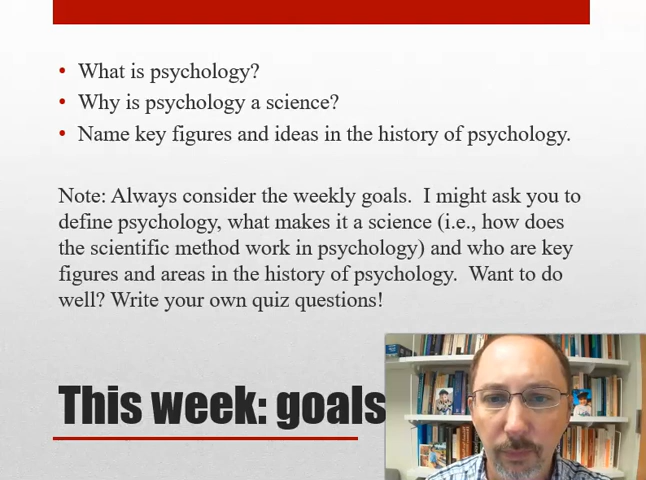 What is psychology?
Why is psychology a science?
Name key figures and ideas in the history of psychology.
Note: Always consider the weekly goals.  I might ask you to
define psychology, what makes it a science (i.e., how does
the scientific method work in psychology) and who are key
figures and areas in the history of psychology.  Want to do
well? Write your own quiz questions!
This week: goals